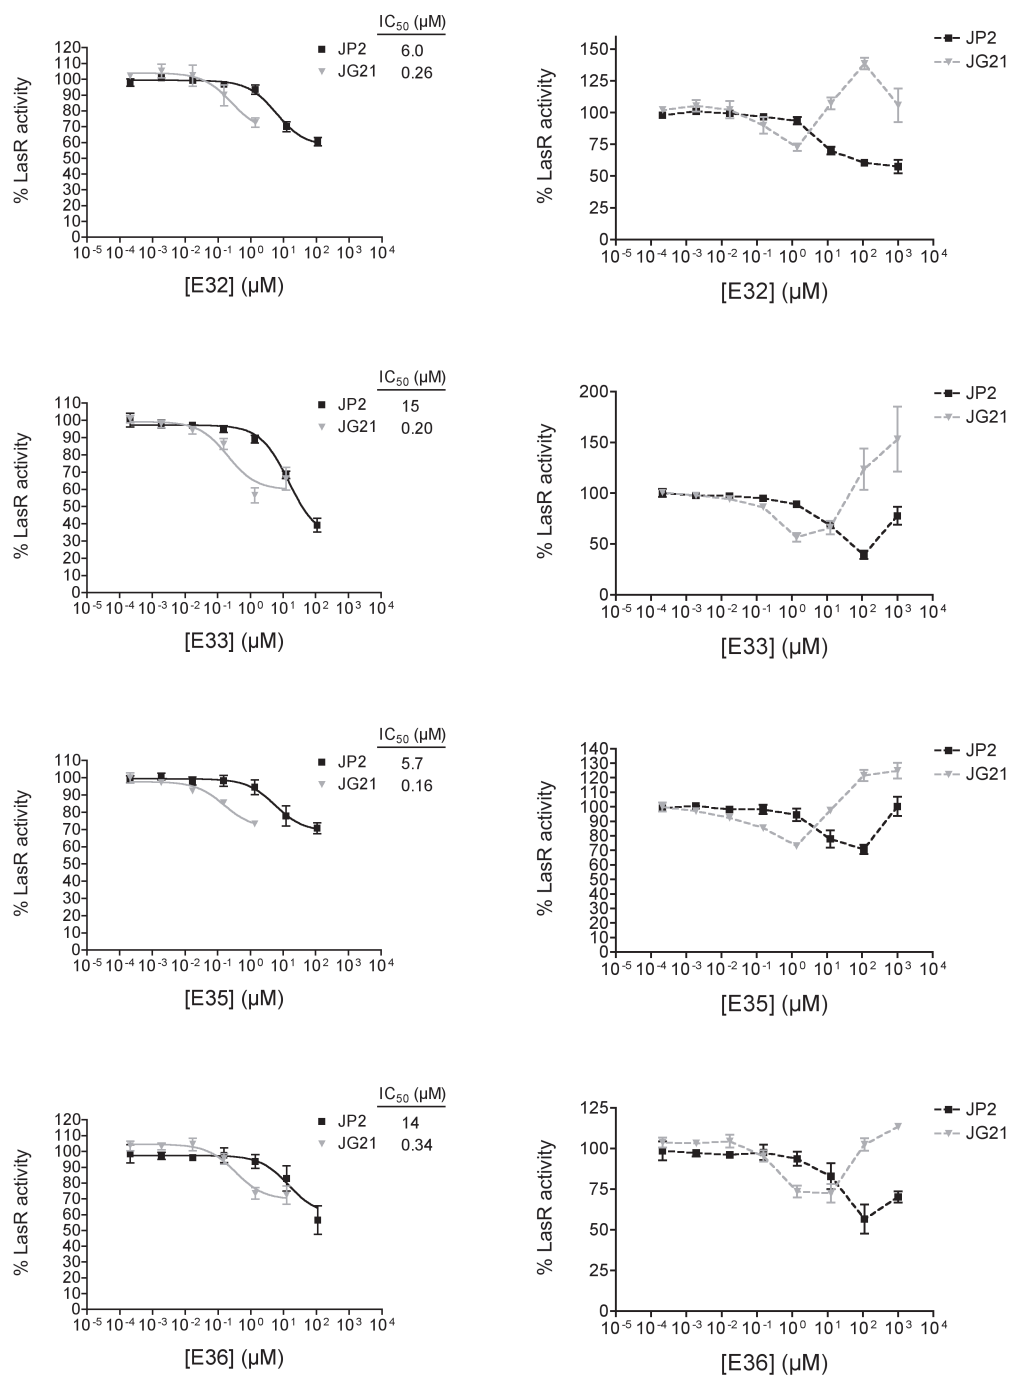 IC50 (µM)
JP2 6.0
JG21 0.26
120
110
100
90
80
70
60
50
40
30
20
10
0
% LasR activity
10-5 10-4 10-3 10-2 10-1 100 101 102 103 104
[E32] (µM)
JP2
JG21
150
125
100
75
50
25
0
% LasR activity
10-5 10-4 10-3 10-2 10-1 100 101 102 103 104
[E32] (µM)
IC50 (µM)
JP2 15
JG21 0.20
110
100
90
80
70
60
50
40
30
20
10
0
% LasR activity
10-5 10-4 10-3 10-2 10-1 100 101 102 103 104
[E33] (µM)
JP2
JG21
200
150
100
50
0
% LasR activity
10-5 10-4 10-3 10-2 10-1 100 101 102 103 104
[E33] (µM)
IC50 (µM)
JP2 5.7
JG21 0.16
110
100
90
80
70
60
50
40
30
20
10
0
% LasR activity
10-5 10-4 10-3 10-2 10-1 100 101 102 103 104
[E35] (µM)
JP2
JG21
140
130
120
110
100
90
80
70
60
50
40
30
20
10
0
% LasR activity
10-5 10-4 10-3 10-2 10-1 100 101 102 103 104
[E35] (µM)
IC50 (µM)
JP2 14
JG21 0.34
120
110
100
90
80
70
60
50
40
30
20
10
0
% LasR activity
10-5 10-4 10-3 10-2 10-1 100 101 102 103 104
[E36] (µM)
JP2
JG21
125
100
75
50
25
0
% LasR activity
10-5 10-4 10-3 10-2 10-1 100 101 102 103 104
[E36] (µM)